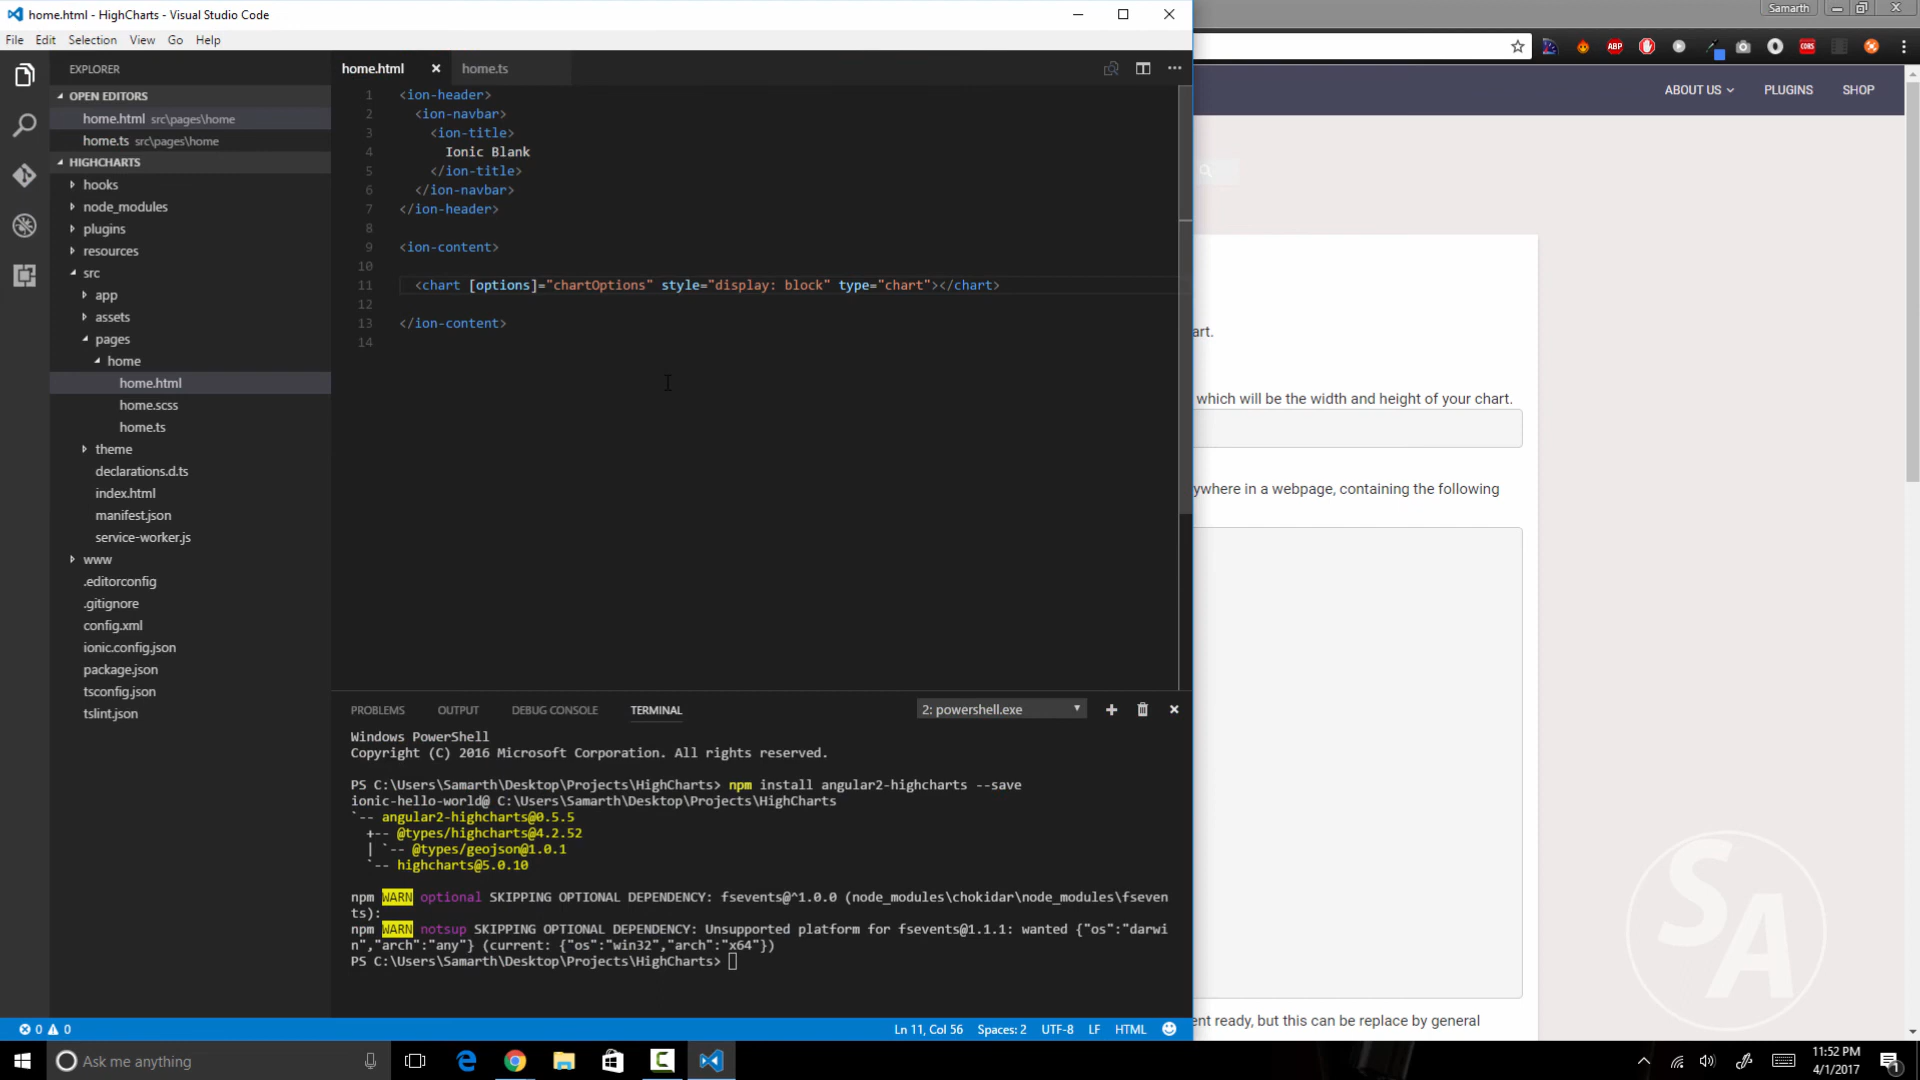 home.html - HighCharts - Visual Studio Code
Samarth
File Edit Selection View Go Help
EXPLORER
OPEN EDITORS
home.html src\pages\home
home.ts src\pages\home
HIGHCHARTS
hooks
node_modules
plugins
resources
src
app
assets
pages
home
home.html
home.scss
home.ts
theme
declarations.d.ts
index.html
manifest.json
service-worker.js
www
.editorconfig
.gitignore
config.xml
ionic.config.json
package.json
tsconfig.json
tslint.json
home.html home.ts
1 <ion-header>
2 <ion-navbar>
3 <ion-title>
4 Ionic Blank
5 </ion-title>
6 </ion-navbar>
7 </ion-header>
8
9 <ion-content>
10
11 <chart [options]="chartOptions" style="display: block" type="chart"></chart>
12
13 </ion-content>
14
PROBLEMS OUTPUT DEBUG CONSOLE TERMINAL 2: powershell.exe
Windows PowerShell
Copyright (C) 2016 Microsoft Corporation. All rights reserved.
PS C:\Users\Samarth\Desktop\Projects\HighCharts> npm install angular2-highcharts --save
ionic-hello-world@ C:\Users\Samarth\Desktop\Projects\HighCharts
`-- angular2-highcharts@0.5.5
+-- @types/highcharts@4.2.52
| `-- @types/geojson@1.0.1
`-- highcharts@5.0.10
npm WARN optional SKIPPING OPTIONAL DEPENDENCY: fsevents@^1.0.0 (node_modules\chokidar\node_modules\fseven
ts):
npm WARN notsup SKIPPING OPTIONAL DEPENDENCY: Unsupported platform for fsevents@1.1.1: wanted {"os":"darwi
n","arch":"any"} (current: {"os":"win32","arch":"x64"})
PS C:\Users\Samarth\Desktop\Projects\HighCharts>
0 0 Ln 11, Col 56 Spaces: 2 UTF-8 LF HTML
ABP
CORS
ABOUT US PLUGINS SHOP
art.
which will be the width and height of your chart.
ywhere in a webpage, containing the following
ent ready, but this can be replace by general
SA
Ask me anything
11:52 PM
4/1/2017
1